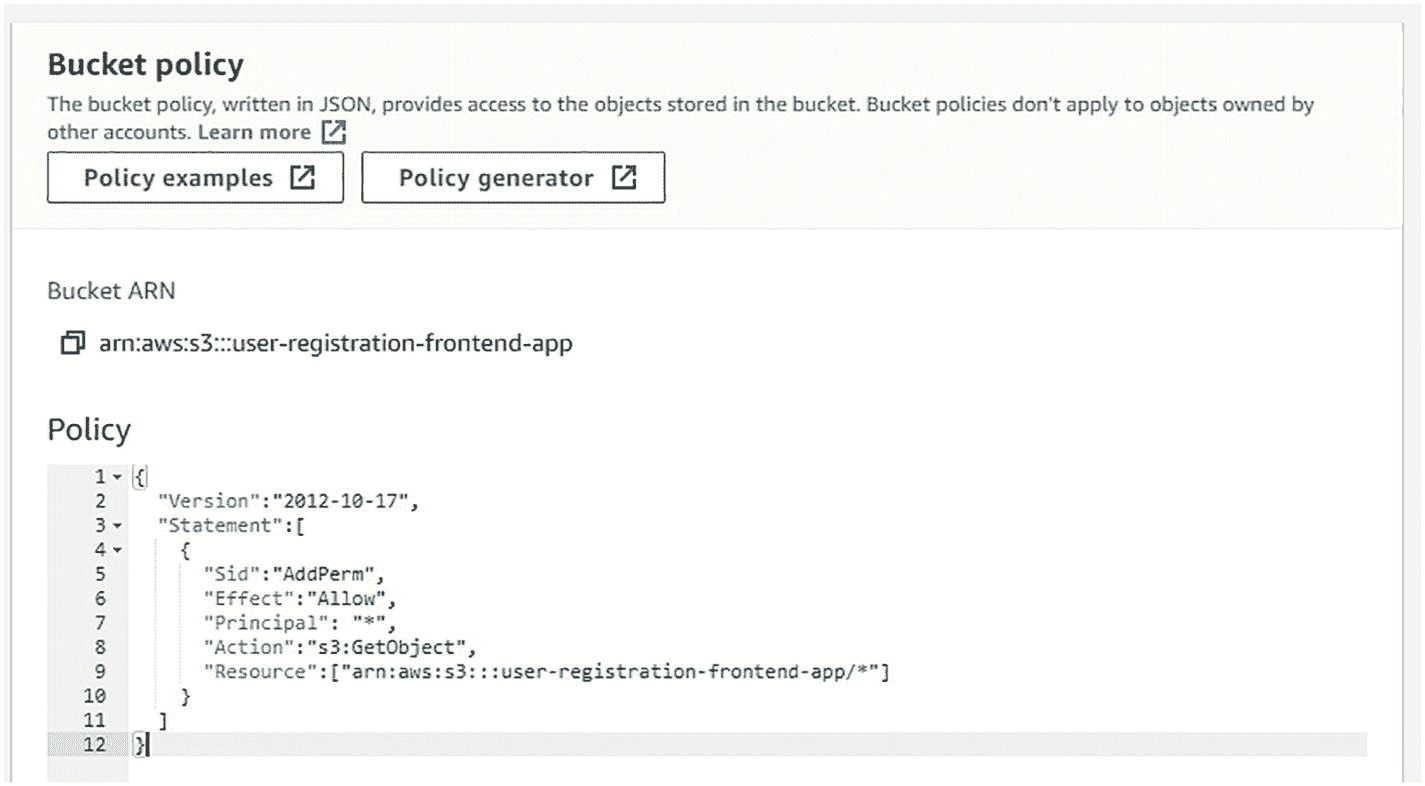 Bucket policy
The bucket policy, written in JSON, provides access to the objects stored in the bucket. Bucket policies don't apply to objects owned by
other accounts. Learn more
Policy examples Policy generator
Bucket ARN
arn:aws:s3:::user-registration-frontend-app
Policy
1 {
2 "Version":"2012-10-17",
3 "Statement":[
4 {
5 "Sid":"AddPerm",
6 "Effect":"Allow",
7 "Principal": "*",
8 "Action":"s3:GetObject",
9 "Resource":["arn:aws:s3:::user-registration-frontend-app/*"]
10 }
11 ]
12 }